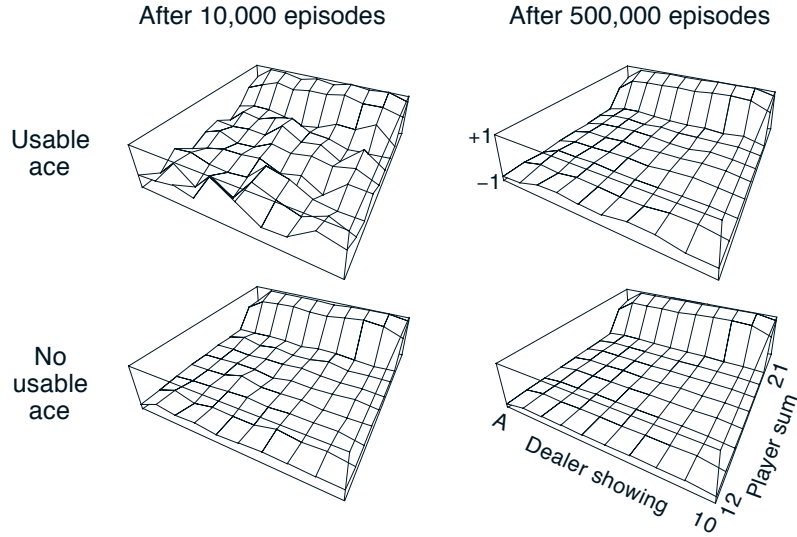 After 10,000 episodes
After 500,000 episodes
Usable
ace
+1
−1
No
usable
ace
A
Dealer showing
10
12
Player sum
21